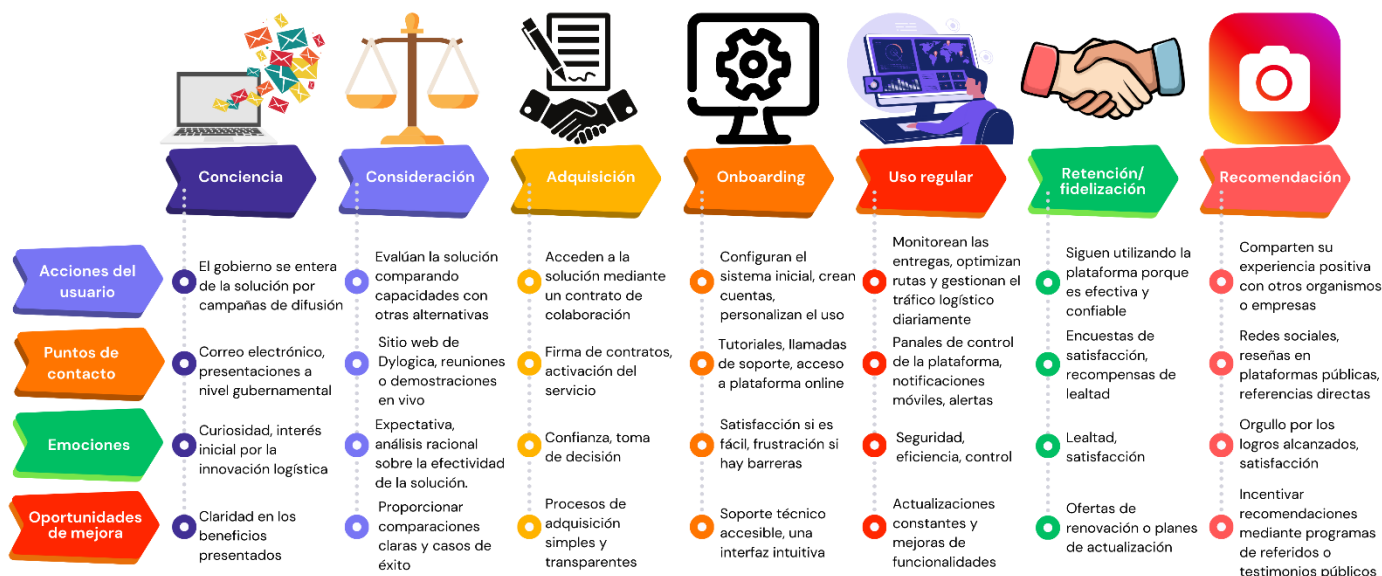 Conciencia
Consideración
Adquisición
Onboarding
Uso regular
Retención/
fidelización
Recomendación
Acciones del
usuario
El gobierno se entera
de la solución por
campañas de difusión
Evalúan la solución
comparando
capacidades con
otras alternativas
Acceden a la
solución mediante
un contrato de
colaboración
Configuran el
sistema inicial, crean
cuentas,
personalizan el uso
Monitorean las
entregas, optimizan
rutas y gestionan el
tráfico logístico
diariamente
Siguen utilizando la
plataforma porque
es efectiva y
confiable
Comparten su
experiencia positiva
con otros organismos
o empresas
Puntos de
contacto
Correo electrónico,
presentaciones a
nivel gubernamental
Sitio web de
Dylogica, reuniones
o demostraciones
en vivo
Firma de contratos,
activación del
servicio
Tutoriales, llamadas
de soporte, acceso
a plataforma online
Panales de control
de la plataforma,
notificaciones
móviles, alertas
Encuestas de
satisfacción,
recompensas de
lealtad
Redes sociales,
reseñas en
plataformas públicas,
referencias directas
Emociones
Curiosidad, interés
inicial por la
innovación logística
Expectativa,
análisis racional
sobre la efectividad
de la solución.
Confianza, toma
de decisión
Satisfacción si es
fácil, frustración si
hay barreras
Seguridad,
eficiencia, control
Lealtad,
satisfacción
Orgullo por los
logros alcanzados,
satisfacción
Oportunidades
de mejora
Claridad en los
beneficios
presentados
Proporcionar
comparaciones
claras y casos de
éxito
Procesos de
adquisición
simples y
transparentes
Soporte técnico
accesible, una
interfaz intuitiva
Actualizaciones
constantes y
mejoras de
funcionalidades
Ofertas de
renovación o planes
de actualización
Incentivar
recomendaciones
mediante programas
de referidos o
testimonios públicos